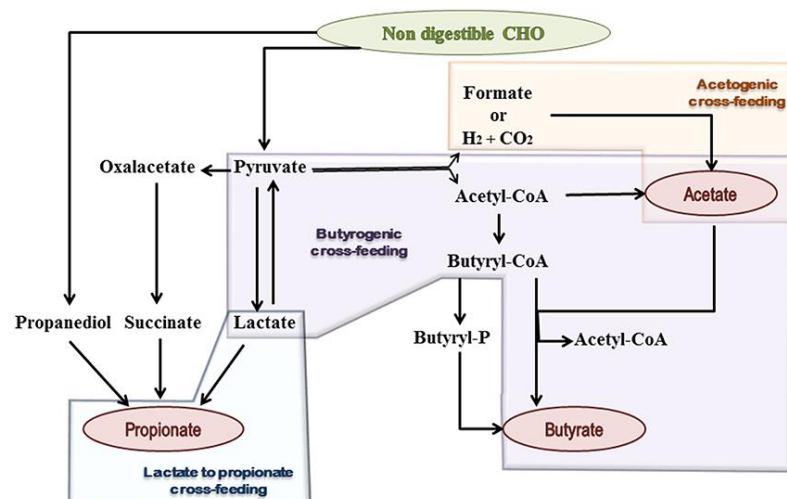 Non digestible CHO
Acetogenic
cross-feeding
Formate
or
H₂ + CO₂
Oxalacetate
Pyruvate
Acetyl-CoA
Acetate
Butyrogenic
cross-feeding
Butyryl-CoA
Propanediol
Succinate
Lactate
Butyryl-P
Acetyl-CoA
Propionate
Butyrate
Lactate to propionate
cross-feeding